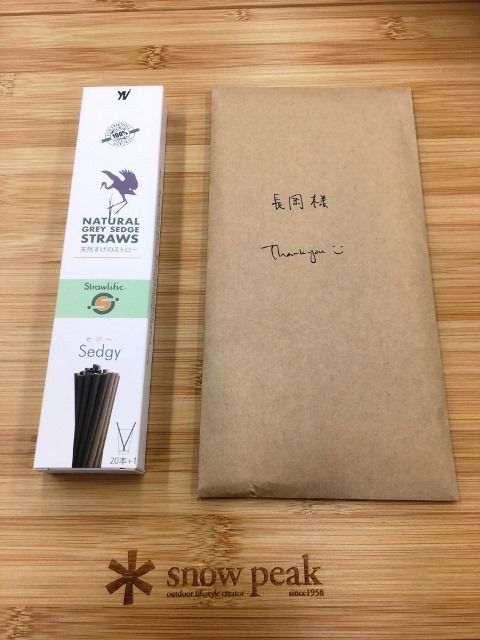 100%
NATURAL
GREY SEDGE
STRAWS
天然すげのストロー
Strawlific
セジー
Sedgy
20本+1
長岡様
Thank you
snow peak
outdoor lifestyle creator
since1958